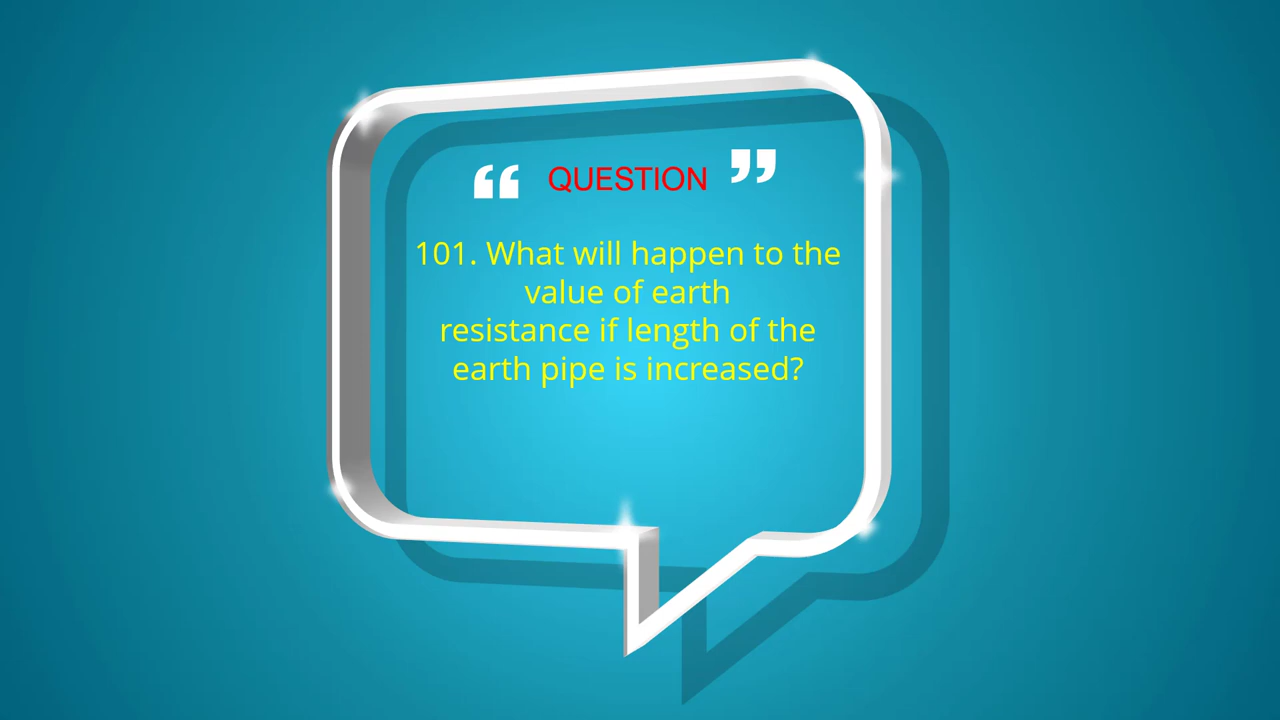 “ QUESTION ”
101. What will happen to the
value of earth
resistance if length of the
earth pipe is increased?